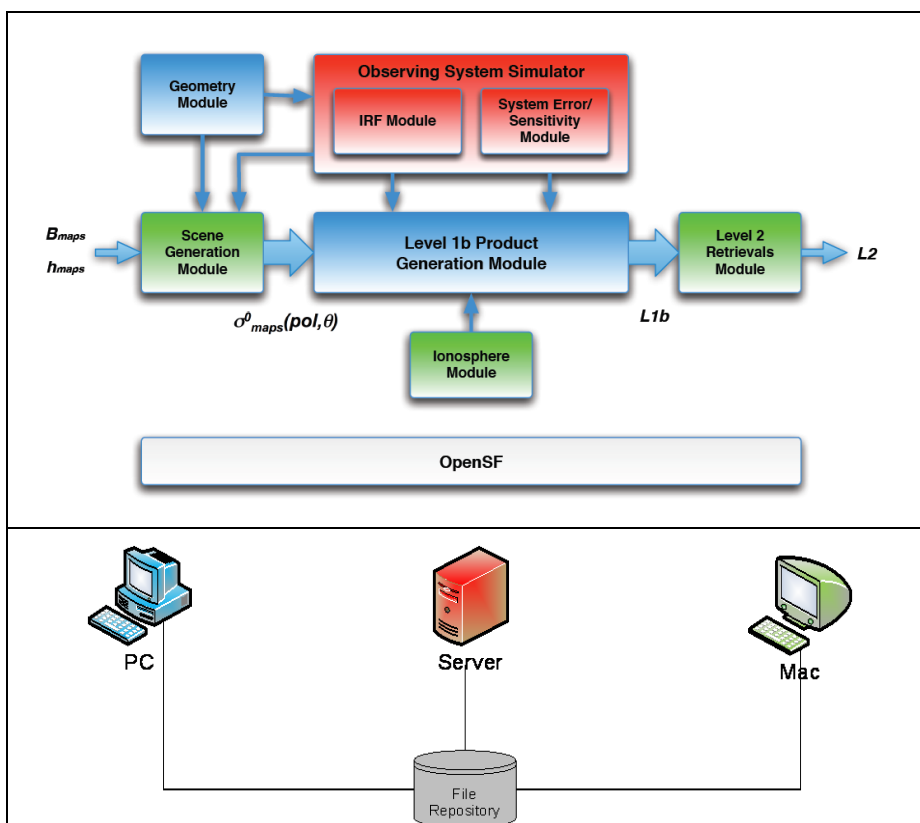 Geometry
Module
Observing System Simulator
IRF Module
System Error/
Sensitivity
Module
Bmaps
hmaps
Scene
Generation
Module
Level 1b Product
Generation Module
Level 2
Retrievals
Module
L2
σ⁰maps(pol,θ)
L1b
Ionosphere
Module
OpenSF
PC
Server
Mac
File
Repository